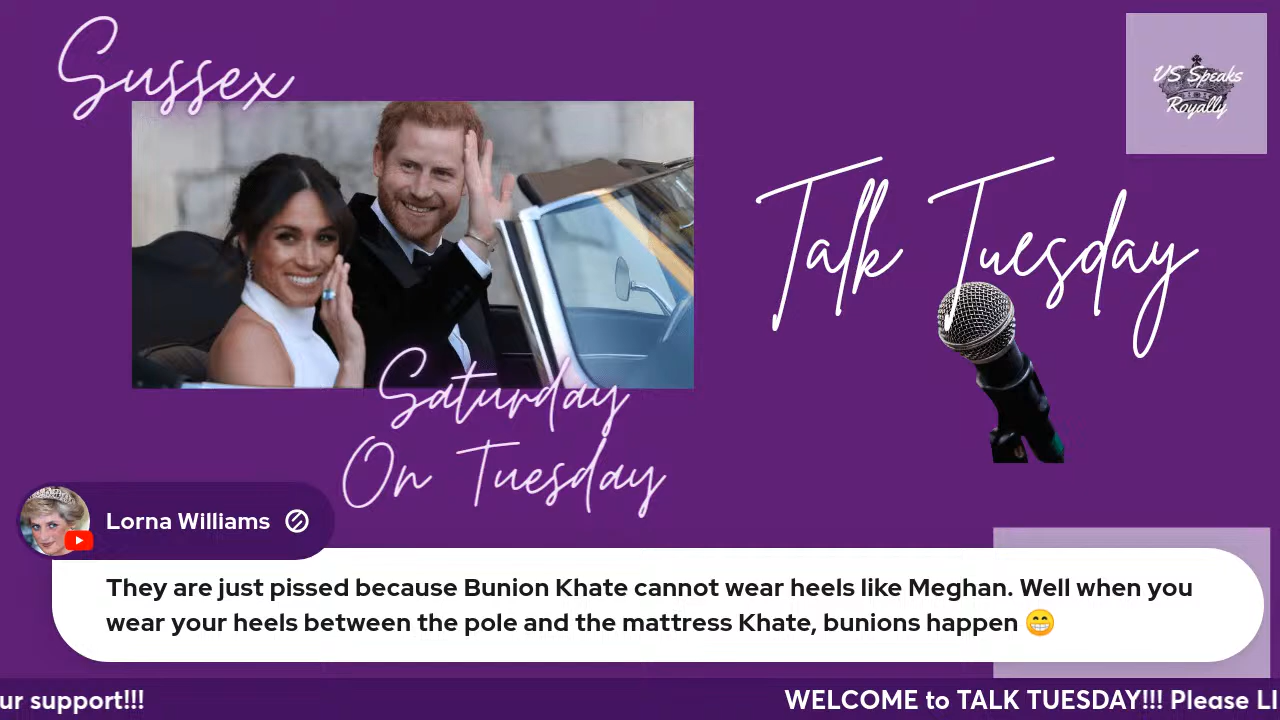 Sussex
US Speaks
Royally
Talk Tuesday
Saturday
On Tuesday
Lorna Williams
They are just pissed because Bunion Khate cannot wear heels like Meghan. Well when you
wear your heels between the pole and the mattress Khate, bunions happen 😁
ur support!!! WELCOME to TALK TUESDAY!!! Please LI